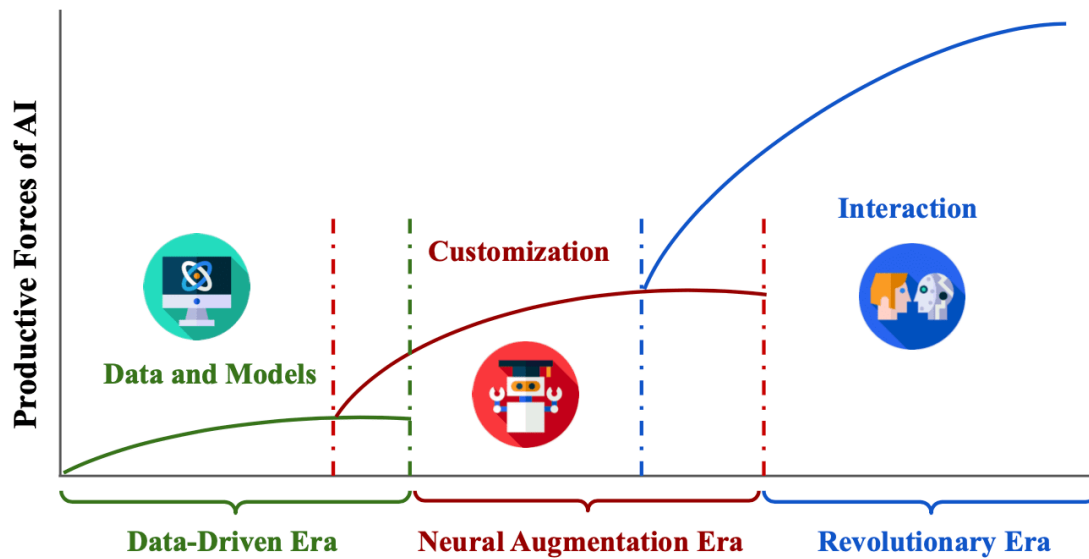 Productive Forces of AI
Interaction
Customization
Data and Models
Data-Driven Era
Neural Augmentation Era
Revolutionary Era